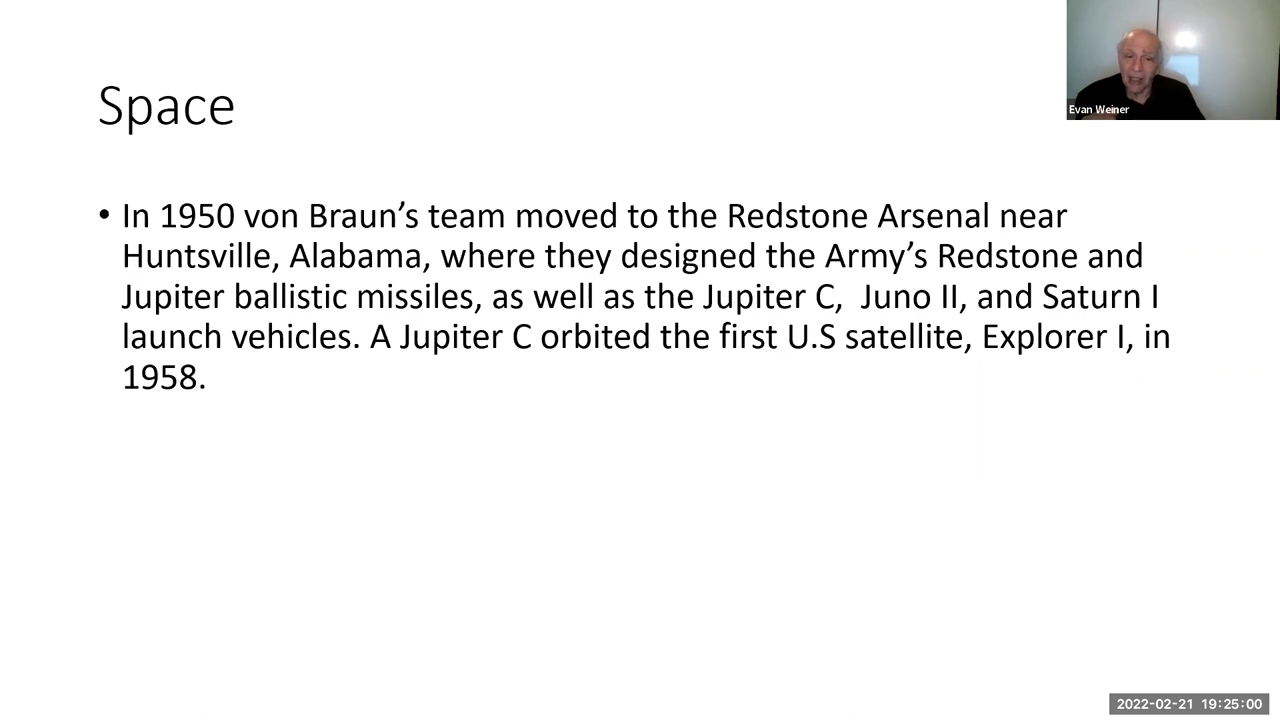 Space
Evan Weiner
• In 1950 von Braun’s team moved to the Redstone Arsenal near
Huntsville, Alabama, where they designed the Army’s Redstone and
Jupiter ballistic missiles, as well as the Jupiter C,  Juno II, and Saturn I
launch vehicles. A Jupiter C orbited the first U.S satellite, Explorer I, in
1958.
2022-02-21 19:25:00